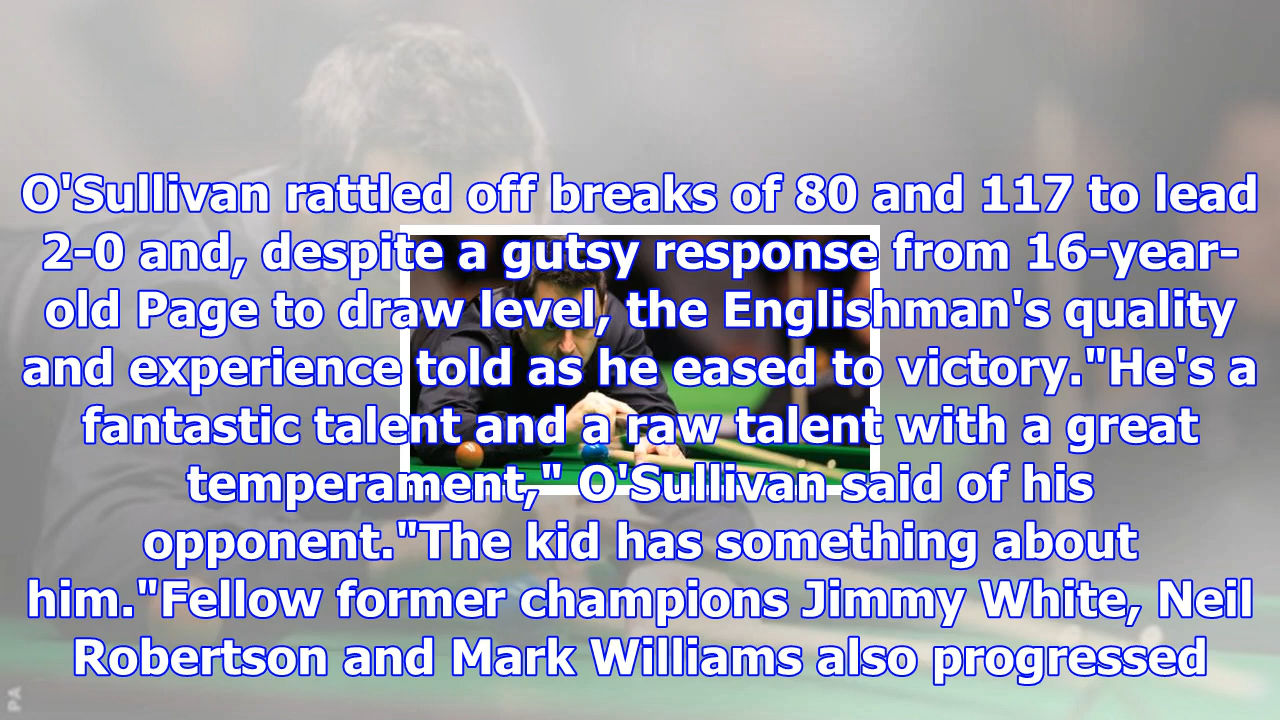 O'Sullivan rattled off breaks of 80 and 117 to lead
2-0 and, despite a gutsy response from 16-year-
old Page to draw level, the Englishman's quality
and experience told as he eased to victory."He's a
fantastic talent and a raw talent with a great
temperament," O'Sullivan said of his
opponent."The kid has something about
him."Fellow former champions Jimmy White, Neil
Robertson and Mark Williams also progressed
PA